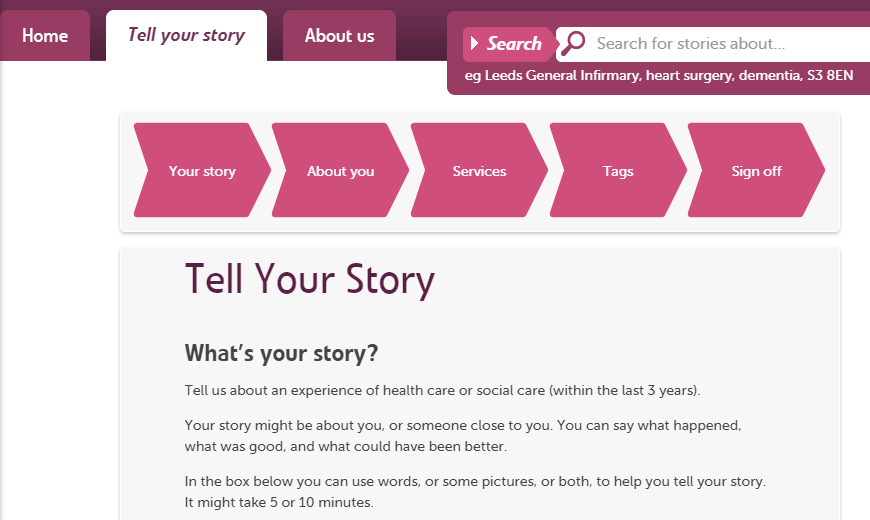 Home
Tell your story
About us
Search
Search for stories about...
eg Leeds General Infirmary, heart surgery, dementia, S3 8EN
Your story
About you
Services
Tags
Sign off
Tell Your Story
What's your story?
Tell us about an experience of health care or social care (within the last 3 years).
Your story might be about you, or someone close to you. You can say what happened,
what was good, and what could have been better.
In the box below you can use words, or some pictures, or both, to help you tell your story.
It might take 5 or 10 minutes.